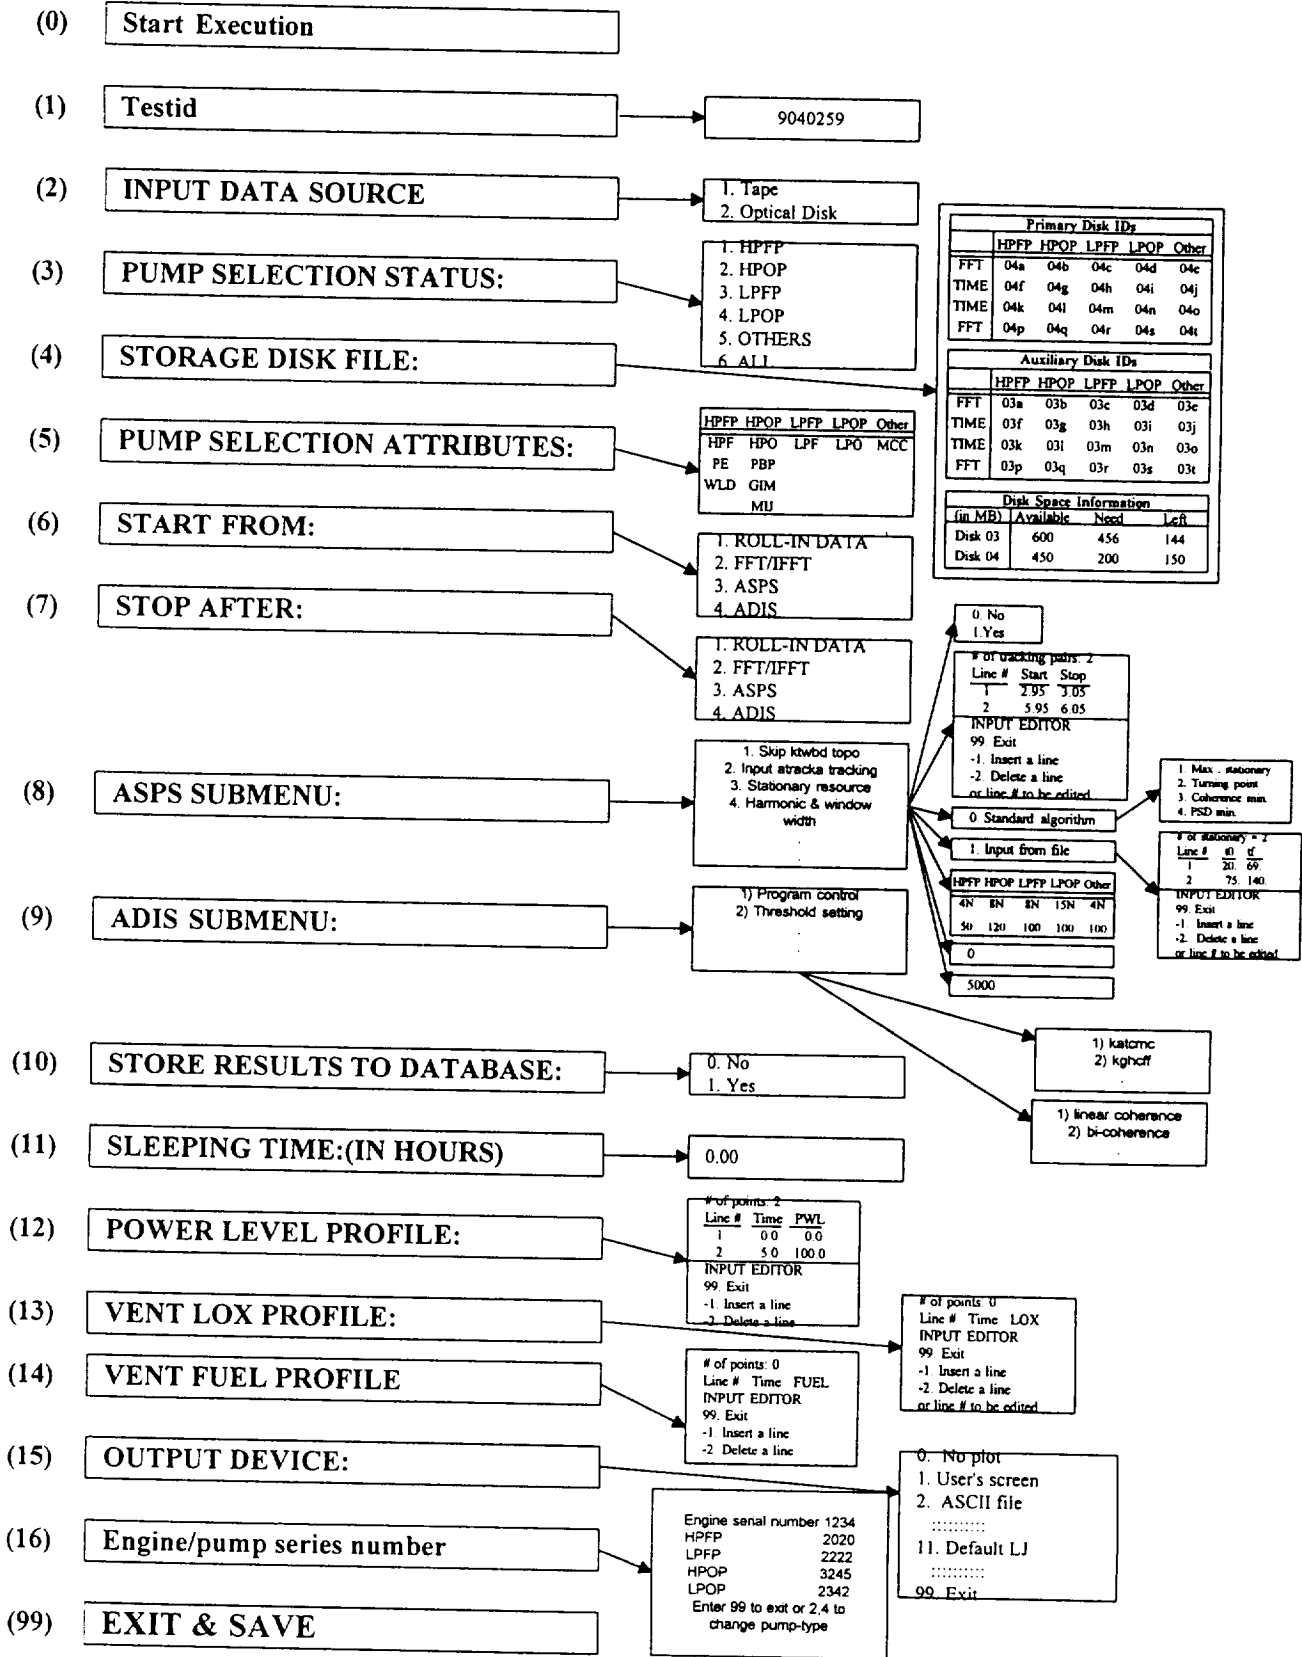 (0) Start Execution
(1) Testid
9040259
(2) INPUT DATA SOURCE
1. Tape
2. Optical Disk
(3) PUMP SELECTION STATUS:
1. HPFP
2. HPOP
3. LPFP
4. LPOP
5. OTHERS
6 ALL
(4) STORAGE DISK FILE:
Primary Disk IDs
HPFP HPOP LPFP LPOP Other
FFT 04a 04b 04c 04d 04e
TIME 04f 04g 04h 04i 04j
TIME 04k 04l 04m 04n 04o
FFT 04p 04q 04r 04s 04t
Auxiliary Disk IDs
HPFP HPOP LPFP LPOP Other
FFT 03a 03b 03c 03d 03e
TIME 03f 03g 03h 03i 03j
TIME 03k 03l 03m 03n 03o
FFT 03p 03q 03r 03s 03t
Disk Space Information
(in MB) Available Need Left
Disk 03 600 456 144
Disk 04 450 200 150
(5) PUMP SELECTION ATTRIBUTES:
HPFP HPOP LPFP LPOP Other
HPF HPO LPF LPO MCC
PE PBP
WLD GIM
MU
(6) START FROM:
1. ROLL-IN DATA
2. FFT/IFFT
3. ASPS
4. ADIS
(7) STOP AFTER:
1. ROLL-IN DATA
2. FFT/IFFT
3. ASPS
4. ADIS
(8) ASPS SUBMENU:
1. Skip ktwbd topo
2. Input atracka tracking
3. Stationary resource
4. Harmonic & window
width
.
0. No
1.Yes
# of tracking pairs: 2
Line # Start Stop
1 2.95 3.05
2 5.95 6.05
INPUT EDITOR
99. Exit
-1. Insert a line
-2. Delete a line
or line # to be edited
0. Standard algorithm
1. Max . stationary
2. Turning point
3. Coherence min.
4. PSD min.
1. Input from file
# of stationary = 2
Line # t0 tf
1 20. 69.
2 75. 140.
INPUT EDITOR
99. Exit
-1. Insert a line
-2. Delete a line
or line # to be edited
HPFP HPOP LPFP LPOP Other
4N 8N 8N 15N 4N
50 120 100 100 100
0
5000
(9) ADIS SUBMENU:
1) Program control
2) Threshold setting
.
.
1) katcmc
2) kghcff
.
1) linear coherence
2) bi-coherence
.
(10) STORE RESULTS TO DATABASE:
0. No
1. Yes
(11) SLEEPING TIME:(IN HOURS)
0.00
(12) POWER LEVEL PROFILE:
# of points: 2
Line # Time PWL
1 0.0 0.0
2 5.0 100.0
INPUT EDITOR
99. Exit
-1. Insert a line
-2. Delete a line
(13) VENT LOX PROFILE:
# of points: 0
Line # Time LOX
INPUT EDITOR
99. Exit
-1. Insert a line
-2. Delete a line
or line # to be edited
(14) VENT FUEL PROFILE
# of points: 0
Line # Time FUEL
INPUT EDITOR
99. Exit
-1. Insert a line
-2 Delete a line
(15) OUTPUT DEVICE:
0. No plot
1. User's screen
2. ASCII file
::::::::::
11. Default LJ
::::::::::
99. Exit
(16) Engine/pump series number
Engine serial number 1234
HPFP 2020
LPFP 2222
HPOP 3245
LPOP 2342
Enter 99 to exit or 2,4 to
change pump-type
(99) EXIT & SAVE